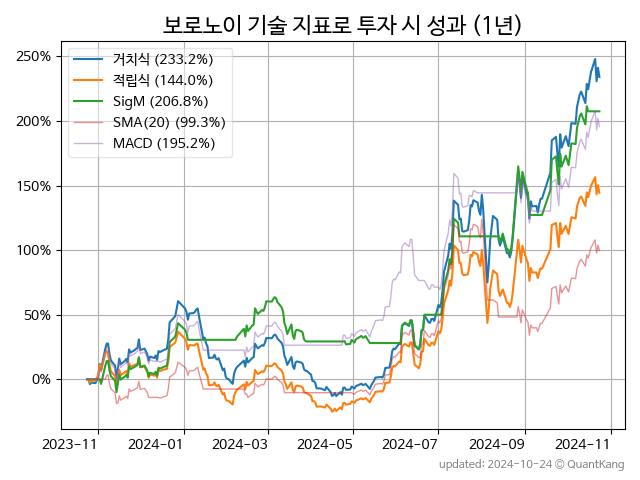 보로노이 기술 지표로 투자 시 성과 (1년)
250%
200%
150%
100%
50%
0%
거치식 (233.2%)
적립식 (144.0%)
SigM (206.8%)
SMA(20) (99.3%)
MACD (195.2%)
2023-11
2024-01
2024-03
2024-05
2024-07
2024-09
2024-11
updated: 2024-10-24 © QuantKang